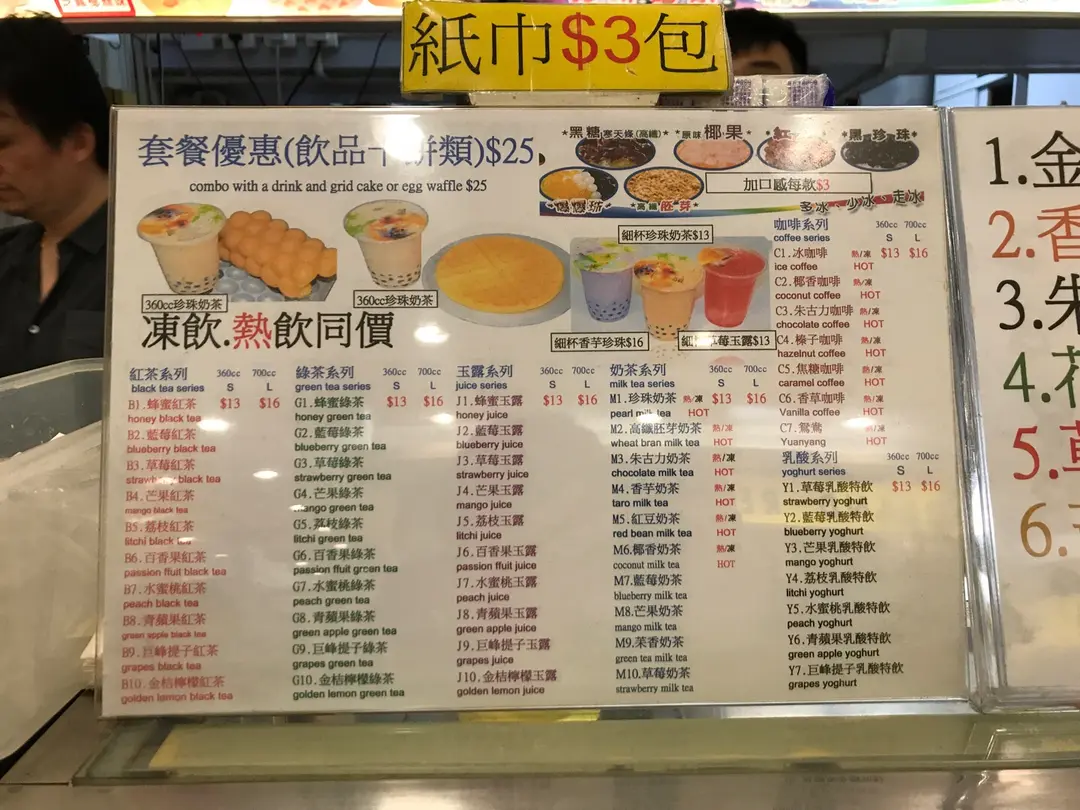 紙巾$3包
套餐優惠(飲品十餅類)$25
combo with a drink and grid cake or egg waffle $25
*黑糖寒天條(高纖)* *原味椰果* *紅 *黑珍珠*
*爆爆珠* *高纖胚芽*
加口感每款$3
多冰、少冰、走冰
細杯珍珠奶茶$13
360cc珍珠奶茶
360cc珍珠奶茶
細杯香芋珍珠$16
草莓玉露$13
凍飲.熱飲同價
紅茶系列 360cc 700cc
black tea series S L
B1.蜂蜜紅茶 $13 $16
honey black tea
B2.藍莓紅茶
blueberry black tea
B3.草莓紅茶
strawberry black tea
B4.芒果紅茶
mango black tea
B5.荔枝紅茶
litchi black tea
B6.百香果紅茶
passion ffuit black tea
B7.水蜜桃紅茶
peach black tea
B8.青蘋果紅茶
green apple black tea
B9.巨峰提子紅茶
grapes black tea
B10.金桔檸檬紅茶
golden lemon black tea
綠茶系列 360cc 700cc
green tea series S L
G1.蜂蜜綠茶 $13 $16
honey green tea
G2.藍莓綠茶
blueberry green tea
G3.草莓綠茶
strawberry green tea
G4.芒果綠茶
mango green tea
G5.荔枝綠茶
litchi green tea
G6.百香果綠茶
passion ffuit green tea
G7.水蜜桃綠茶
peach green tea
G8.青蘋果綠茶
green apple green tea
G9.巨峰提子綠茶
grapes green tea
G10.金桔檸檬綠茶
golden lemon green tea
玉露系列 360cc 700cc
juice series S L
J1.蜂蜜玉露 $13 $16
honey juice
J2.藍莓玉露
blueberry juice
J3.草莓玉露
strawberry juice
J4.芒果玉露
mango juice
J5.荔枝玉露
litchi juice
J6.百香果玉露
passion ffuit juice
J7.水蜜桃玉露
peach juice
J8.青蘋果玉露
green apple juice
J9.巨峰提子玉露
grapes juice
J10.金桔檸檬玉露
golden lemon juice
奶茶系列 360cc 700cc
milk tea series S L
M1.珍珠奶茶 熱/凍 $13 $16
pearl milk tea HOT
M2.高纖胚芽奶茶 熱/凍
wheat bran milk tea HOT
M3.朱古力奶茶 熱/凍
chocolate milk tea HOT
M4.香芋奶茶 熱/凍
taro milk tea HOT
M5.紅豆奶茶 熱/凍
red bean milk tea HOT
M6.椰香奶茶 熱/凍
coconut milk tea HOT
M7.藍莓奶茶
blueberry milk tea
M8.芒果奶茶
mango milk tea
M9.茉香奶茶
green tea milk tea
M10.草莓奶茶
strawberry milk tea
咖啡系列 360cc 700cc
coffee series S L
C1.冰咖啡 熱/凍 $13 $16
ice coffee HOT
C2.椰香咖啡 熱/凍
coconut coffee HOT
C3.朱古力咖啡 熱/凍
chocolate coffee HOT
C4.榛子咖啡 熱/凍
hazelnut coffee HOT
C5.焦糖咖啡 熱/凍
caramel coffee HOT
C6.香草咖啡 熱/凍
Vanilla coffee HOT
C7.鴛鴦 熱/凍
Yuanyang HOT
乳酸系列 360cc 700cc
yoghurt series S L
Y1.草莓乳酸特飲 $13 $16
strawberry yoghurt
Y2.藍莓乳酸特飲
blueberry yoghurt
Y3.芒果乳酸特飲
mango yoghurt
Y4.荔枝乳酸特飲
litchi yoghurt
Y5.水蜜桃乳酸特飲
peach yoghurt
Y6.青蘋果乳酸特飲
green apple yoghurt
Y7.巨峰提子乳酸特飲
grapes yoghurt
1.金
2.香
3.朱
4.花
5.草
6.